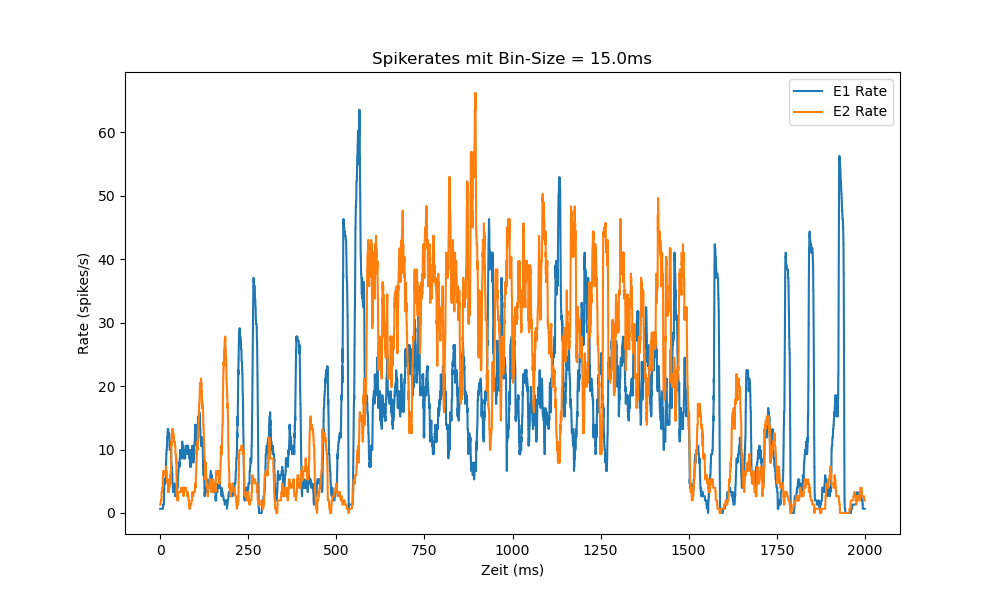 Spikerates mit Bin-Size = 15.0ms
E1 Rate
E2 Rate
60
50
40
30
20
10
0
Rate (spikes/s)
0 250 500 750 1000 1250 1500 1750 2000
Zeit (ms)